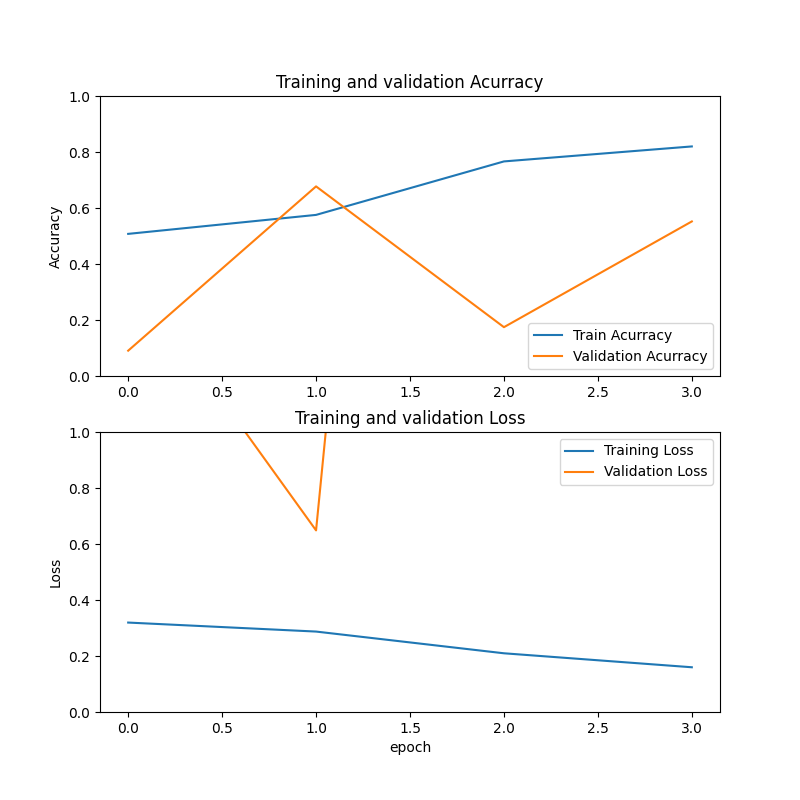 Training and validation Acurracy
1.0
0.8
0.6
0.4
0.2
0.0
Accuracy
Train Acurracy
Validation Acurracy
0.0 0.5 1.0 1.5 2.0 2.5 3.0
Training and validation Loss
1.0
0.8
0.6
0.4
0.2
0.0
Loss
Training Loss
Validation Loss
0.0 0.5 1.0 1.5 2.0 2.5 3.0
epoch